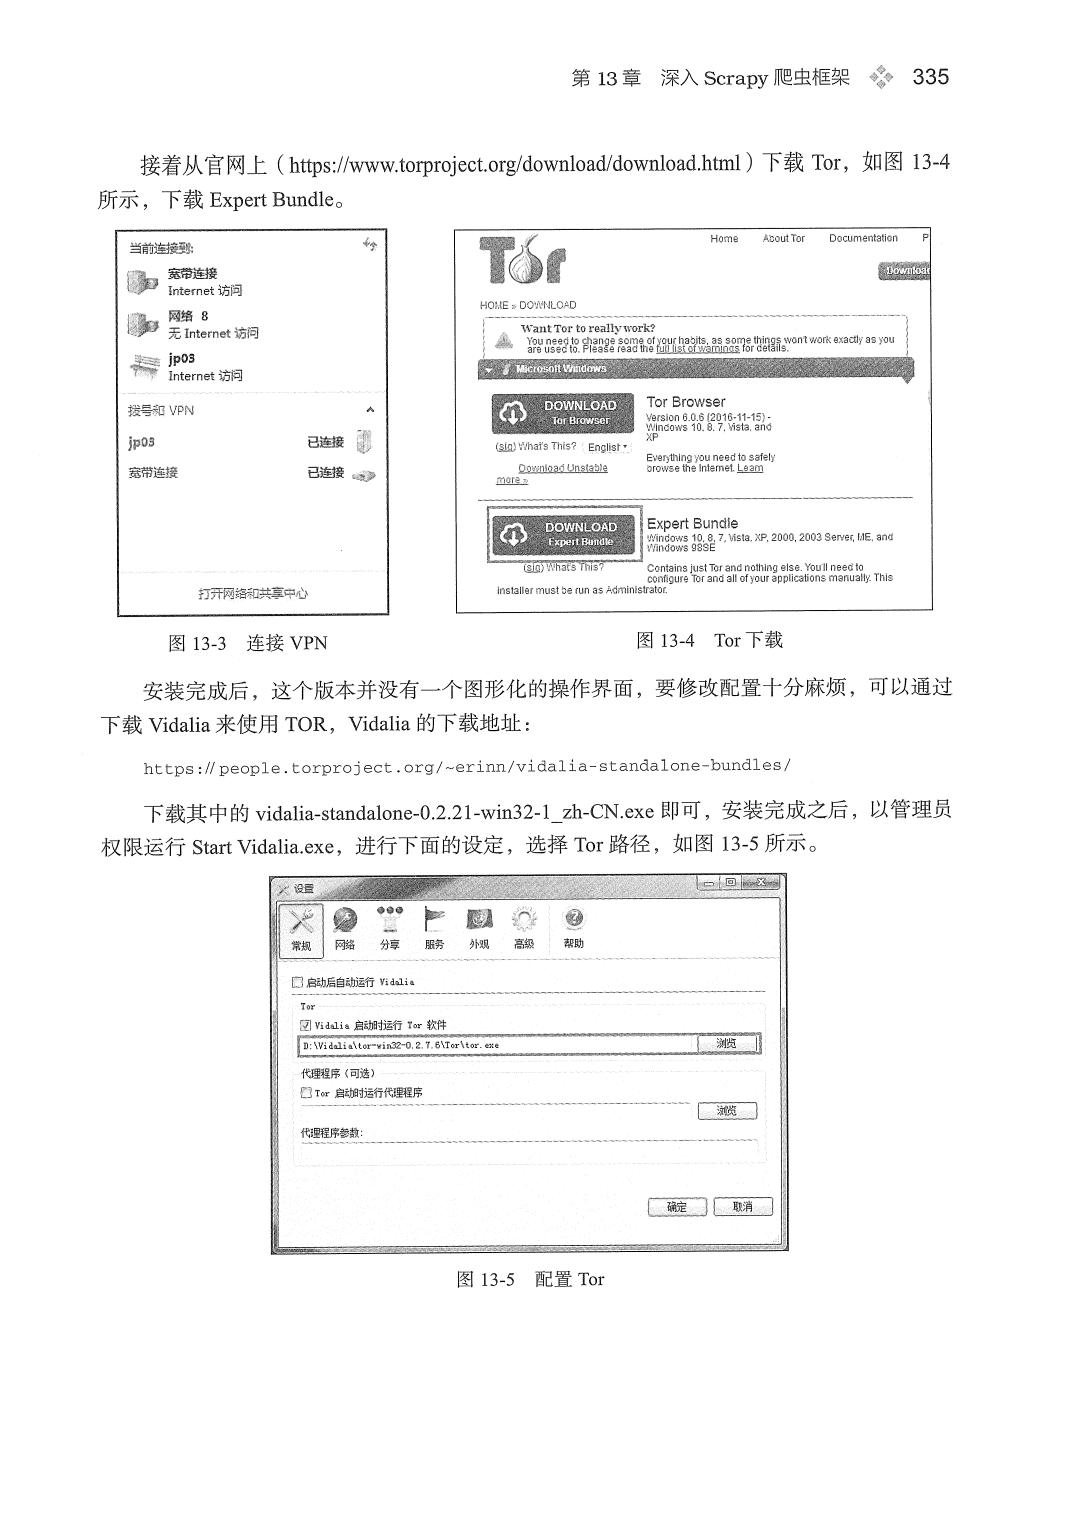 第 13 章 深入 Scrapy 爬虫框架 335
接着从官网上（https://www.torproject.org/download/download.html）下载 Tor，如图 13-4
所示，下载 Expert Bundle。
当前连接到:
宽带连接
Internet 访问
网络 8
无 Internet 访问
jp03
Internet 访问
拨号和 VPN
jp03 已连接
宽带连接 已连接
打开网络和共享中心
Tor
Home About Tor Documentation P
Download
HOME » DOWNLOAD
Want Tor to really work?
You need to change some of your habits, as some things won't work exactly as you
are used to. Please read the full list of warnings for details.
Microsoft Windows
DOWNLOAD
Tor Browser
(sig) What's This? English
Download Unstable
more »
Tor Browser
Version 6.0.6 (2016-11-15) -
Windows 10, 8, 7, Vista, and
XP
Everything you need to safely
browse the Internet. Learn
DOWNLOAD
Expert Bundle
(sig) What's This?
Expert Bundle
Windows 10, 8, 7, Vista, XP, 2000, 2003 Server, ME, and
Windows 98SE
Contains just Tor and nothing else. You'll need to
configure Tor and all of your applications manually. This
installer must be run as Administrator.
图 13-3 连接 VPN
图 13-4 Tor 下载
安装完成后，这个版本并没有一个图形化的操作界面，要修改配置十分麻烦，可以通过
下载 Vidalia 来使用 TOR，Vidalia 的下载地址：
https://people.torproject.org/~erinn/vidalia-standalone-bundles/
下载其中的 vidalia-standalone-0.2.21-win32-1_zh-CN.exe 即可，安装完成之后，以管理员
权限运行 Start Vidalia.exe，进行下面的设定，选择 Tor 路径，如图 13-5 所示。
设置
常规 网络 分享 服务 外观 高级 帮助
启动后自动运行 Vidalia
Tor
Vidalia 启动时运行 Tor 软件
D:\Vidalia\tor-win32-0.2.7.6\Tor\tor.exe 浏览
代理程序（可选）
Tor 启动时运行代理程序
浏览
代理程序参数:
确定 取消
图 13-5 配置 Tor